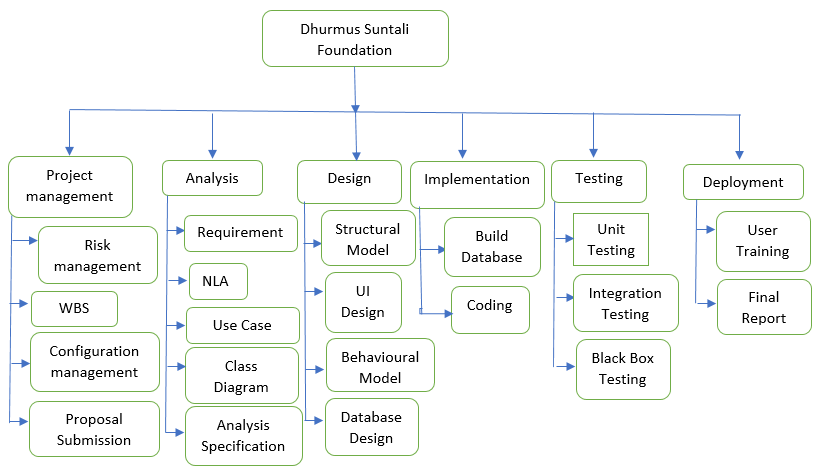 Dhurmus Suntali
Foundation
Project
management
Risk
management
WBS
Configuration
management
Proposal
Submission
Analysis
Requirement
NLA
Use Case
Class
Diagram
Analysis
Specification
Design
Structural
Model
UI
Design
Behavioural
Model
Database
Design
Implementation
Build
Database
Coding
Testing
Unit
Testing
Integration
Testing
Black Box
Testing
Deployment
User
Training
Final
Report